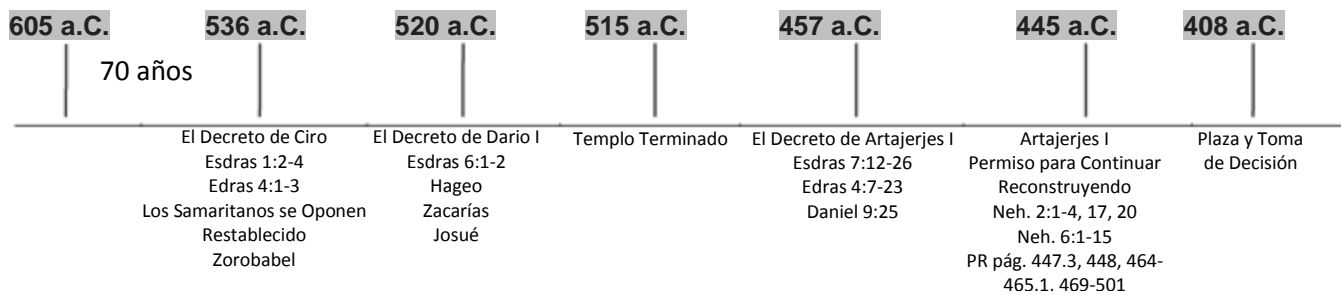 605 a.C. 536 a.C. 520 a.C. 515 a.C. 457 a.C. 445 a.C. 408 a.C.
70 años
El Decreto de Ciro
Esdras 1:2-4
Edras 4:1-3
Los Samaritanos se Oponen
Restablecido
Zorobabel
El Decreto de Dario I
Esdras 6:1-2
Hageo
Zacarías
Josué
Templo Terminado
El Decreto de Artajerjes I
Esdras 7:12-26
Edras 4:7-23
Daniel 9:25
Artajerjes I
Permiso para Continuar
Reconstruyendo
Neh. 2:1-4, 17, 20
Neh. 6:1-15
PR pág. 447.3, 448, 464-
465.1, 469-501
Plaza y Toma
de Decisión